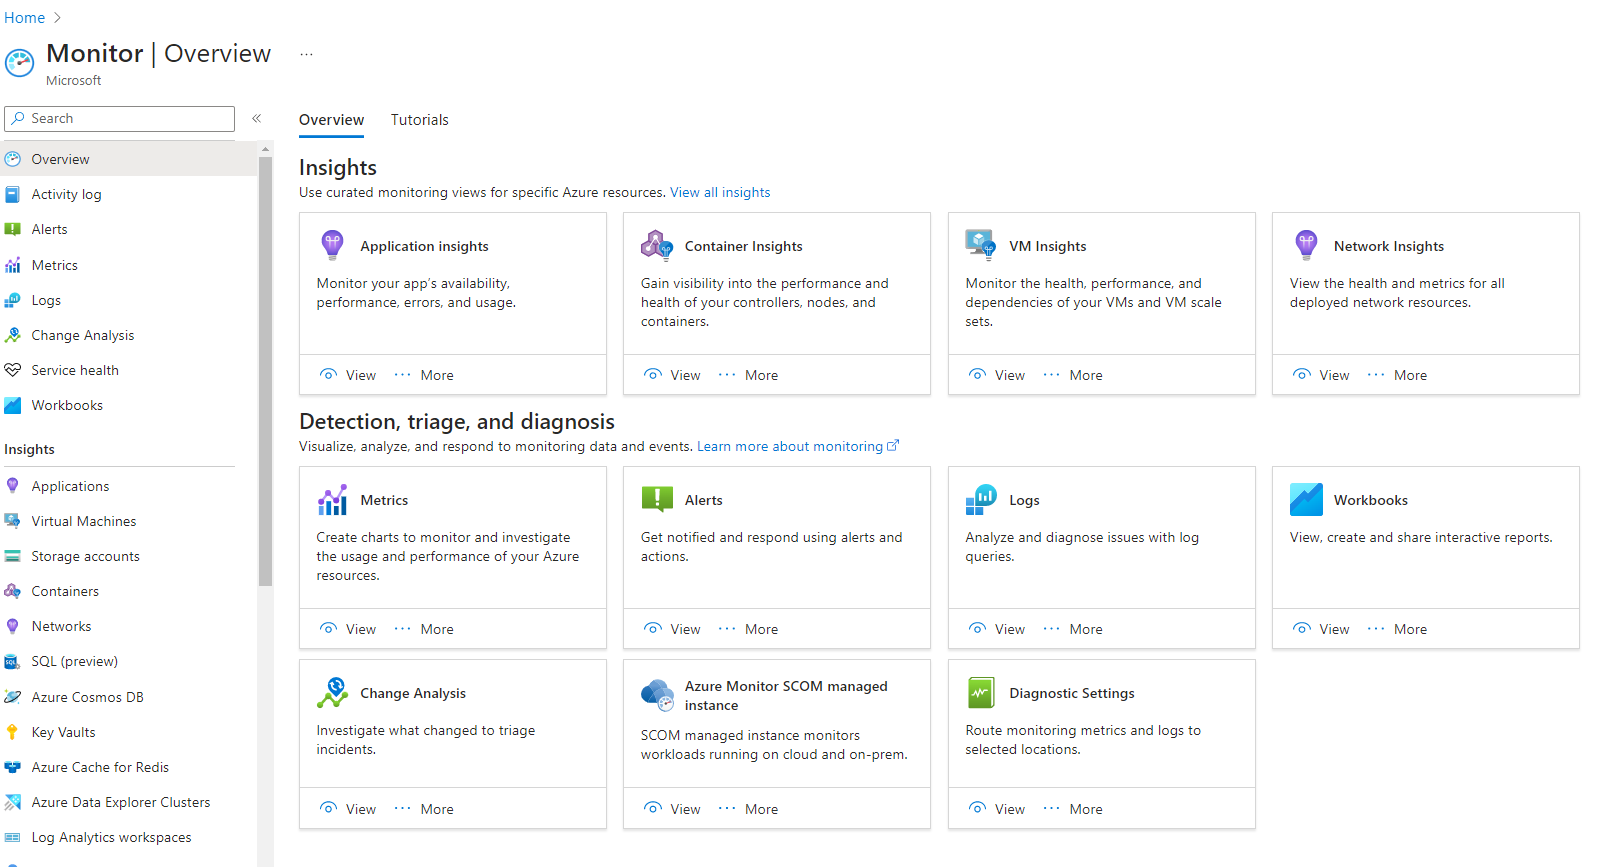 Home
Monitor | Overview ...
Microsoft
Search
«
Overview
Activity log
Alerts
Metrics
Logs
Change Analysis
Service health
Workbooks
Insights
Applications
Virtual Machines
Storage accounts
Containers
Networks
SQL (preview)
Azure Cosmos DB
Key Vaults
Azure Cache for Redis
Azure Data Explorer Clusters
Log Analytics workspaces
Overview Tutorials
Insights
Use curated monitoring views for specific Azure resources. View all insights
Application insights
Monitor your app's availability,
performance, errors, and usage.
View ... More
Container Insights
Gain visibility into the performance and
health of your controllers, nodes, and
containers.
View ... More
VM Insights
Monitor the health, performance, and
dependencies of your VMs and VM scale
sets.
View ... More
Network Insights
View the health and metrics for all
deployed network resources.
View ... More
Detection, triage, and diagnosis
Visualize, analyze, and respond to monitoring data and events. Learn more about monitoring
Metrics
Create charts to monitor and investigate
the usage and performance of your Azure
resources.
View ... More
Alerts
Get notified and respond using alerts and
actions.
View ... More
Logs
Analyze and diagnose issues with log
queries.
View ... More
Workbooks
View, create and share interactive reports.
View ... More
Change Analysis
Investigate what changed to triage
incidents.
View ... More
Azure Monitor SCOM managed
instance
SCOM managed instance monitors
workloads running on cloud and on-prem.
View ... More
Diagnostic Settings
Route monitoring metrics and logs to
selected locations.
View ... More